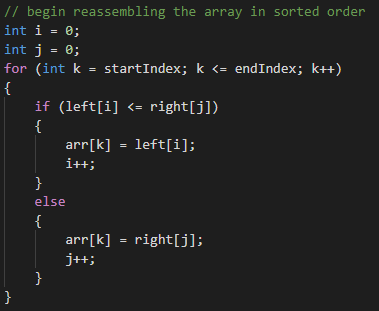 // begin reassembling the array in sorted order
int i = 0;
int j = 0;
for (int k = startIndex; k <= endIndex; k++)
{
    if (left[i] <= right[j])
    {
        arr[k] = left[i];
        i++;
    }
    else
    {
        arr[k] = right[j];
        j++;
    }
}